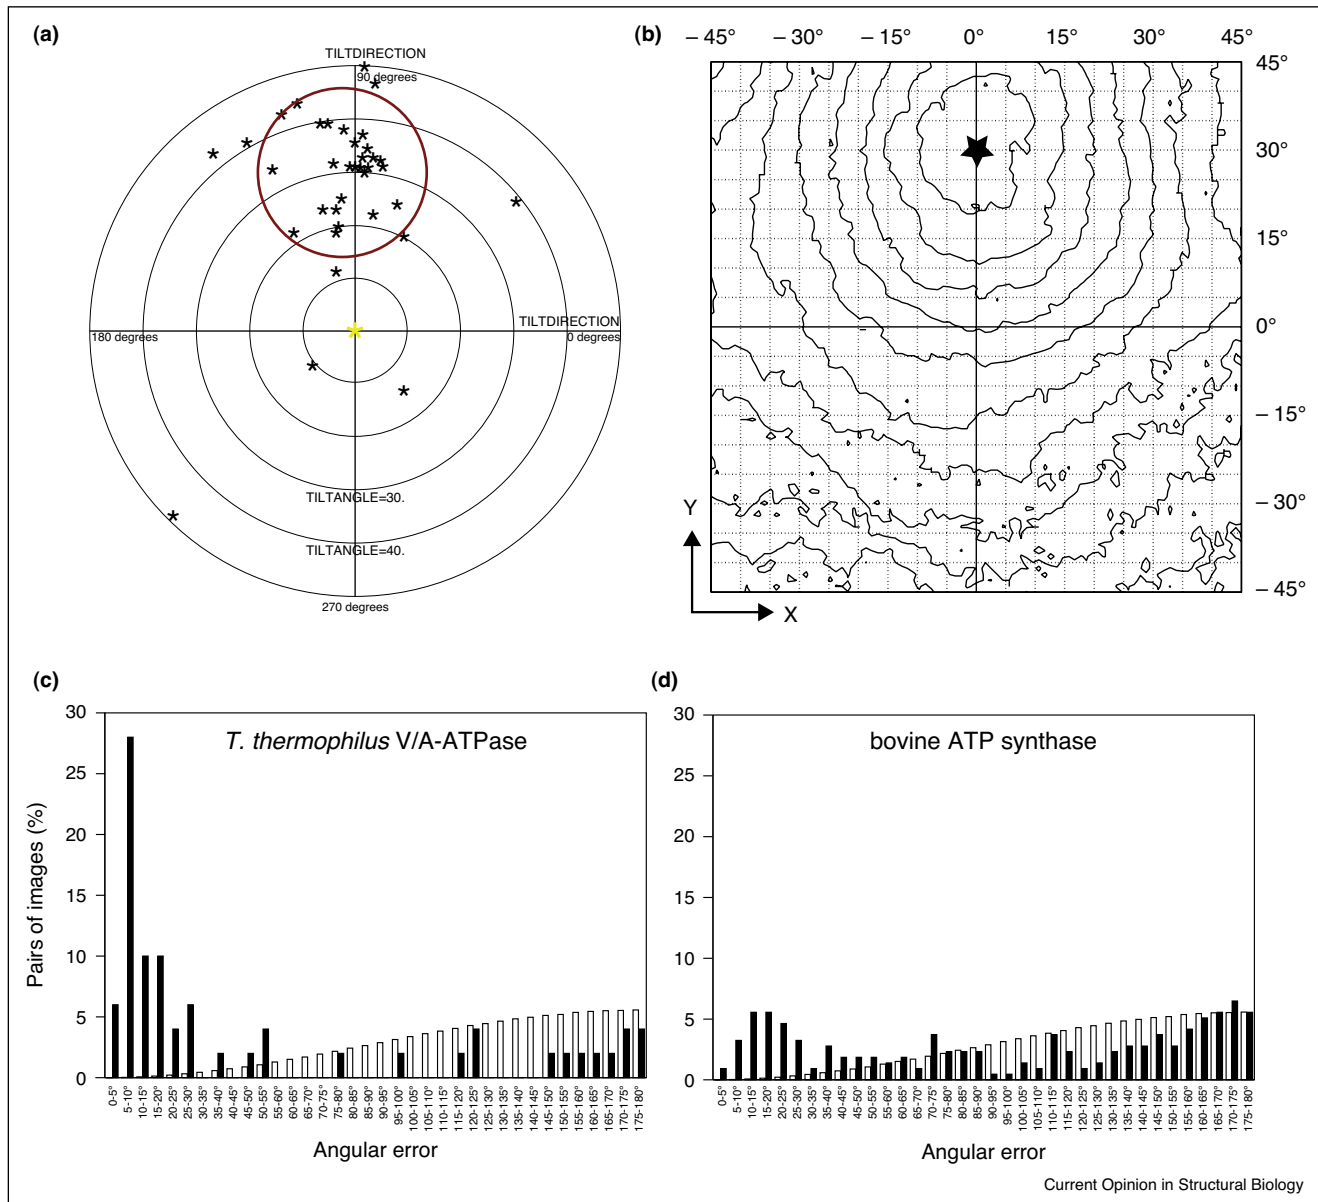 (a)
TILTDIRECTION
90 degrees
TILTDIRECTION
180 degrees
0 degrees
TILTANGLE=30.
TILTANGLE=40.
270 degrees
(b)
−45° −30° −15° 0° 15° 30° 45°
45°
30°
15°
0°
−15°
−30°
−45°
Y
X
(c)
30
25
20
15
10
5
0
Pairs of images (%)
T. thermophilus V/A-ATPase
0-5° 5-10° 10-15° 15-20° 20-25° 25-30° 30-35° 35-40° 40-45° 45-50° 50-55° 55-60° 60-65° 65-70° 70-75° 75-80° 80-85° 85-90° 90-95° 95-100° 100-105° 105-110° 110-115° 115-120° 120-125° 125-130° 130-135° 135-140° 140-145° 145-150° 150-155° 155-160° 160-165° 165-170° 170-175° 175-180°
Angular error
(d)
30
25
20
15
10
5
0
bovine ATP synthase
0-5° 5-10° 10-15° 15-20° 20-25° 25-30° 30-35° 35-40° 40-45° 45-50° 50-55° 55-60° 60-65° 65-70° 70-75° 75-80° 80-85° 85-90° 90-95° 95-100° 100-105° 105-110° 110-115° 115-120° 120-125° 125-130° 130-135° 135-140° 140-145° 145-150° 150-155° 155-160° 160-165° 165-170° 170-175° 175-180°
Angular error
Current Opinion in Structural Biology